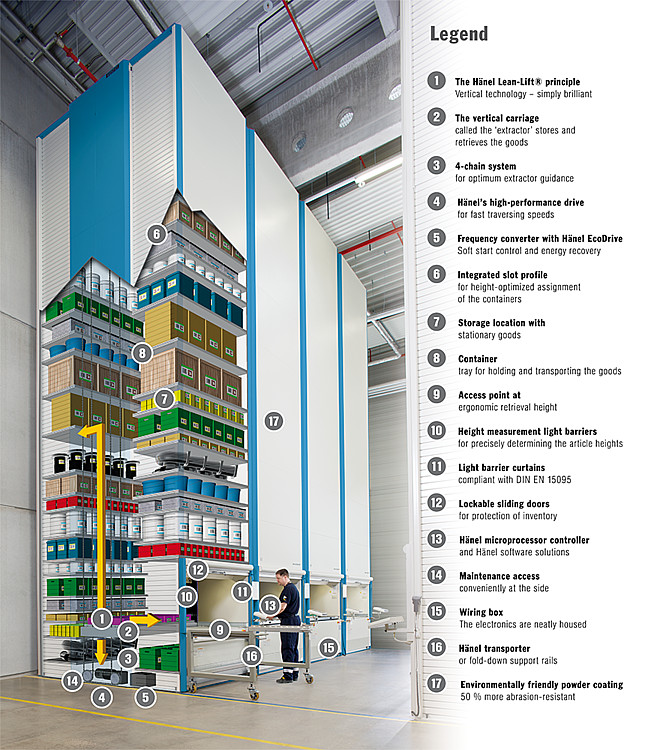 Legend
1 The Hänel Lean-Lift® principle
Vertical technology – simply brilliant
2 The vertical carriage
called the ‘extractor’ stores and
retrieves the goods
3 4-chain system
for optimum extractor guidance
4 Hänel's high-performance drive
for fast traversing speeds
5 Frequency converter with Hänel EcoDrive
Soft start control and energy recovery
6 Integrated slot profile
for height-optimized assignment
of the containers
7 Storage location with
stationary goods
8 Container
tray for holding and transporting the goods
9 Access point at
ergonomic retrieval height
10 Height measurement light barriers
for precisely determining the article heights
11 Light barrier curtains
compliant with DIN EN 15095
12 Lockable sliding doors
for protection of inventory
13 Hänel microprocessor controller
and Hänel software solutions
14 Maintenance access
conveniently at the side
15 Wiring box
The electronics are neatly housed
16 Hänel transporter
or fold-down support rails
17 Environmentally friendly powder coating
50 % more abrasion-resistant
6
8
7
17
12
10
11
13
1
2
9
3
16
15
14
4
5